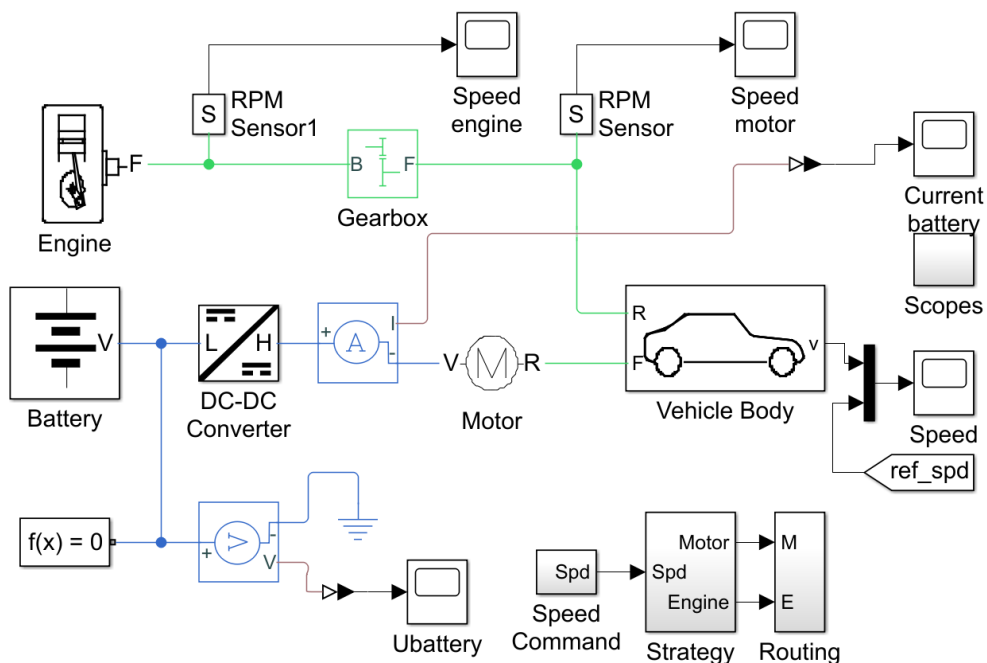 S
RPM
Sensor1
Speed
engine
S
RPM
Sensor
Speed
motor
F
Engine
B
F
Gearbox
Current
battery
Scopes
V
Battery
L
H
DC-DC
Converter
+
A
I
-
V
M
R
Motor
R
F
v
Vehicle Body
Speed
ref_spd
f(x) = 0
+
V
-
V
Ubattery
Spd
Speed
Command
Spd
Motor
Engine
Strategy
M
E
Routing